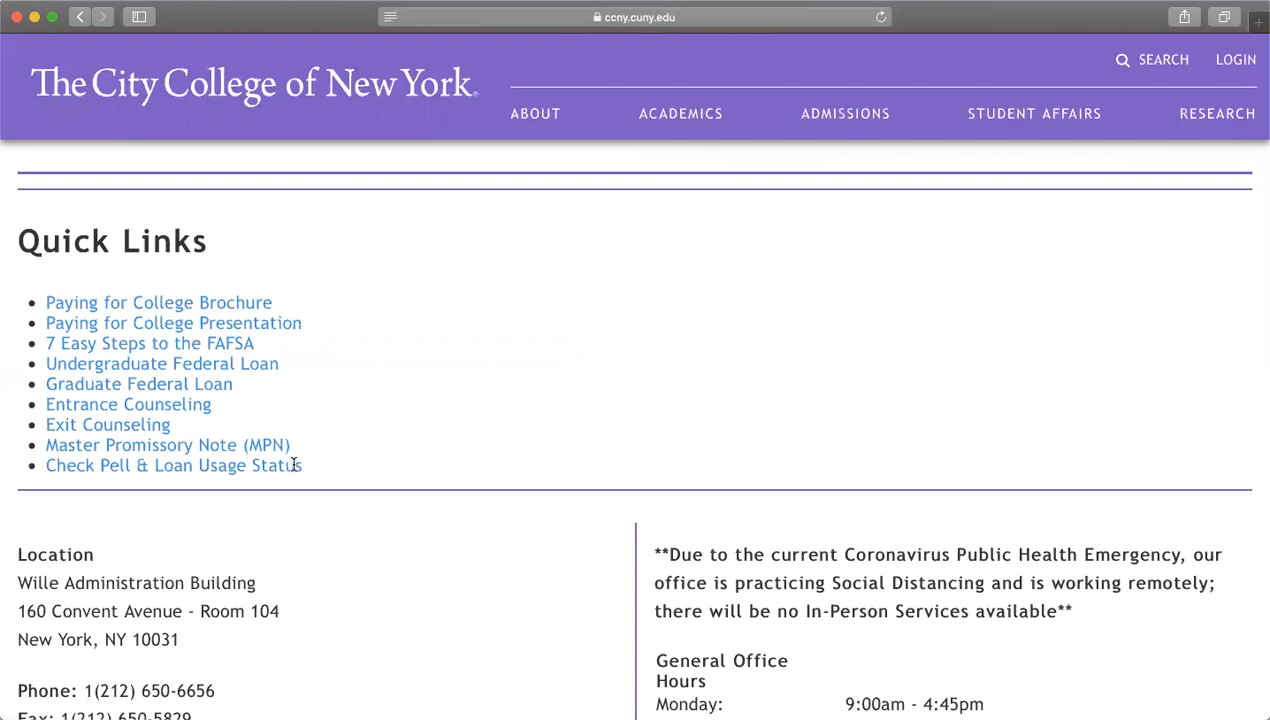 ccny.cuny.edu
SEARCH LOGIN
The City College of New York
ABOUT ACADEMICS ADMISSIONS STUDENT AFFAIRS RESEARCH
Quick Links
Paying for College Brochure
Paying for College Presentation
7 Easy Steps to the FAFSA
Undergraduate Federal Loan
Graduate Federal Loan
Entrance Counseling
Exit Counseling
Master Promissory Note (MPN)
Check Pell & Loan Usage Status
Location
Wille Administration Building
160 Convent Avenue - Room 104
New York, NY 10031
Phone: 1(212) 650-6656
Fax: 1(212) 650-5829
**Due to the current Coronavirus Public Health Emergency, our
office is practicing Social Distancing and is working remotely;
there will be no In-Person Services available**
General Office
Hours
Monday: 9:00am - 4:45pm